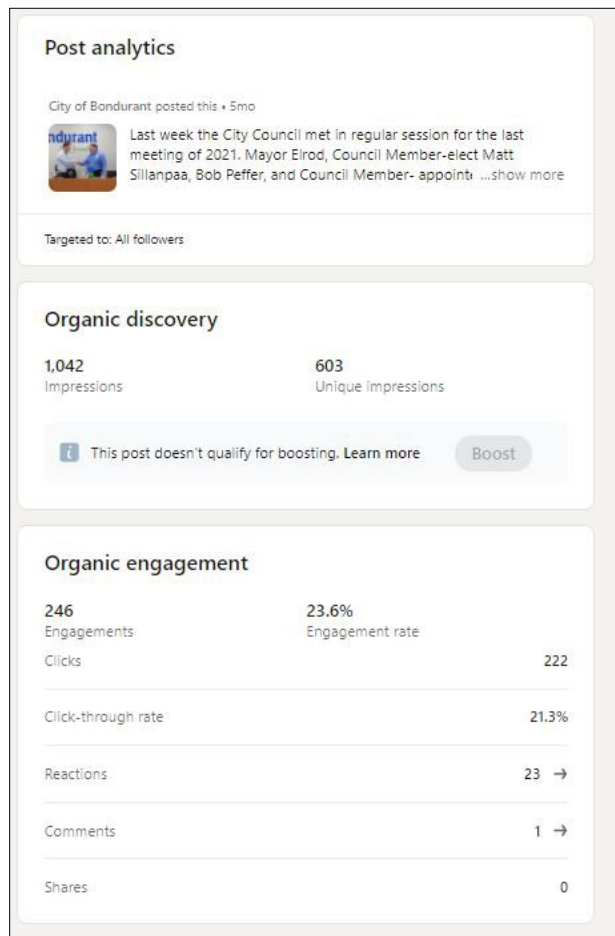 Post analytics
City of Bondurant posted this • 5mo
ndurant
Last week the City Council met in regular session for the last
meeting of 2021. Mayor Elrod, Council Member-elect Matt
Sillanpaa, Bob Peffer, and Council Member- appointe ...show more
Targeted to: All followers
Organic discovery
1,042 603
Impressions Unique impressions
i This post doesn't qualify for boosting. Learn more Boost
Organic engagement
246 23.6%
Engagements Engagement rate
Clicks 222
Click-through rate 21.3%
Reactions 23 →
Comments 1 →
Shares 0